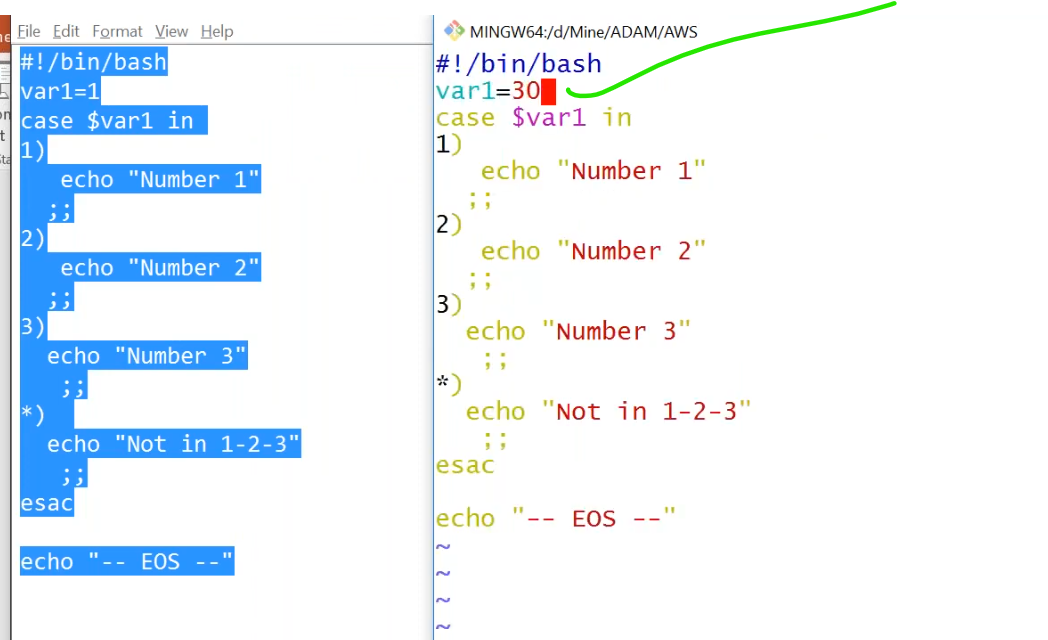 File Edit Format View Help
#!/bin/bash
var1=1
case $var1 in
1)
   echo "Number 1"
  ;;
2)
   echo "Number 2"
  ;;
3)
  echo "Number 3"
   ;;
*)
  echo "Not in 1-2-3"
   ;;
esac

echo "-- EOS --"
MINGW64:/d/Mine/ADAM/AWS
#!/bin/bash
var1=30
case $var1 in
1)
   echo "Number 1"
  ;;
2)
   echo "Number 2"
  ;;
3)
  echo "Number 3"
   ;;
*)
  echo "Not in 1-2-3"
   ;;
esac

echo "-- EOS --"
~
~
~
~